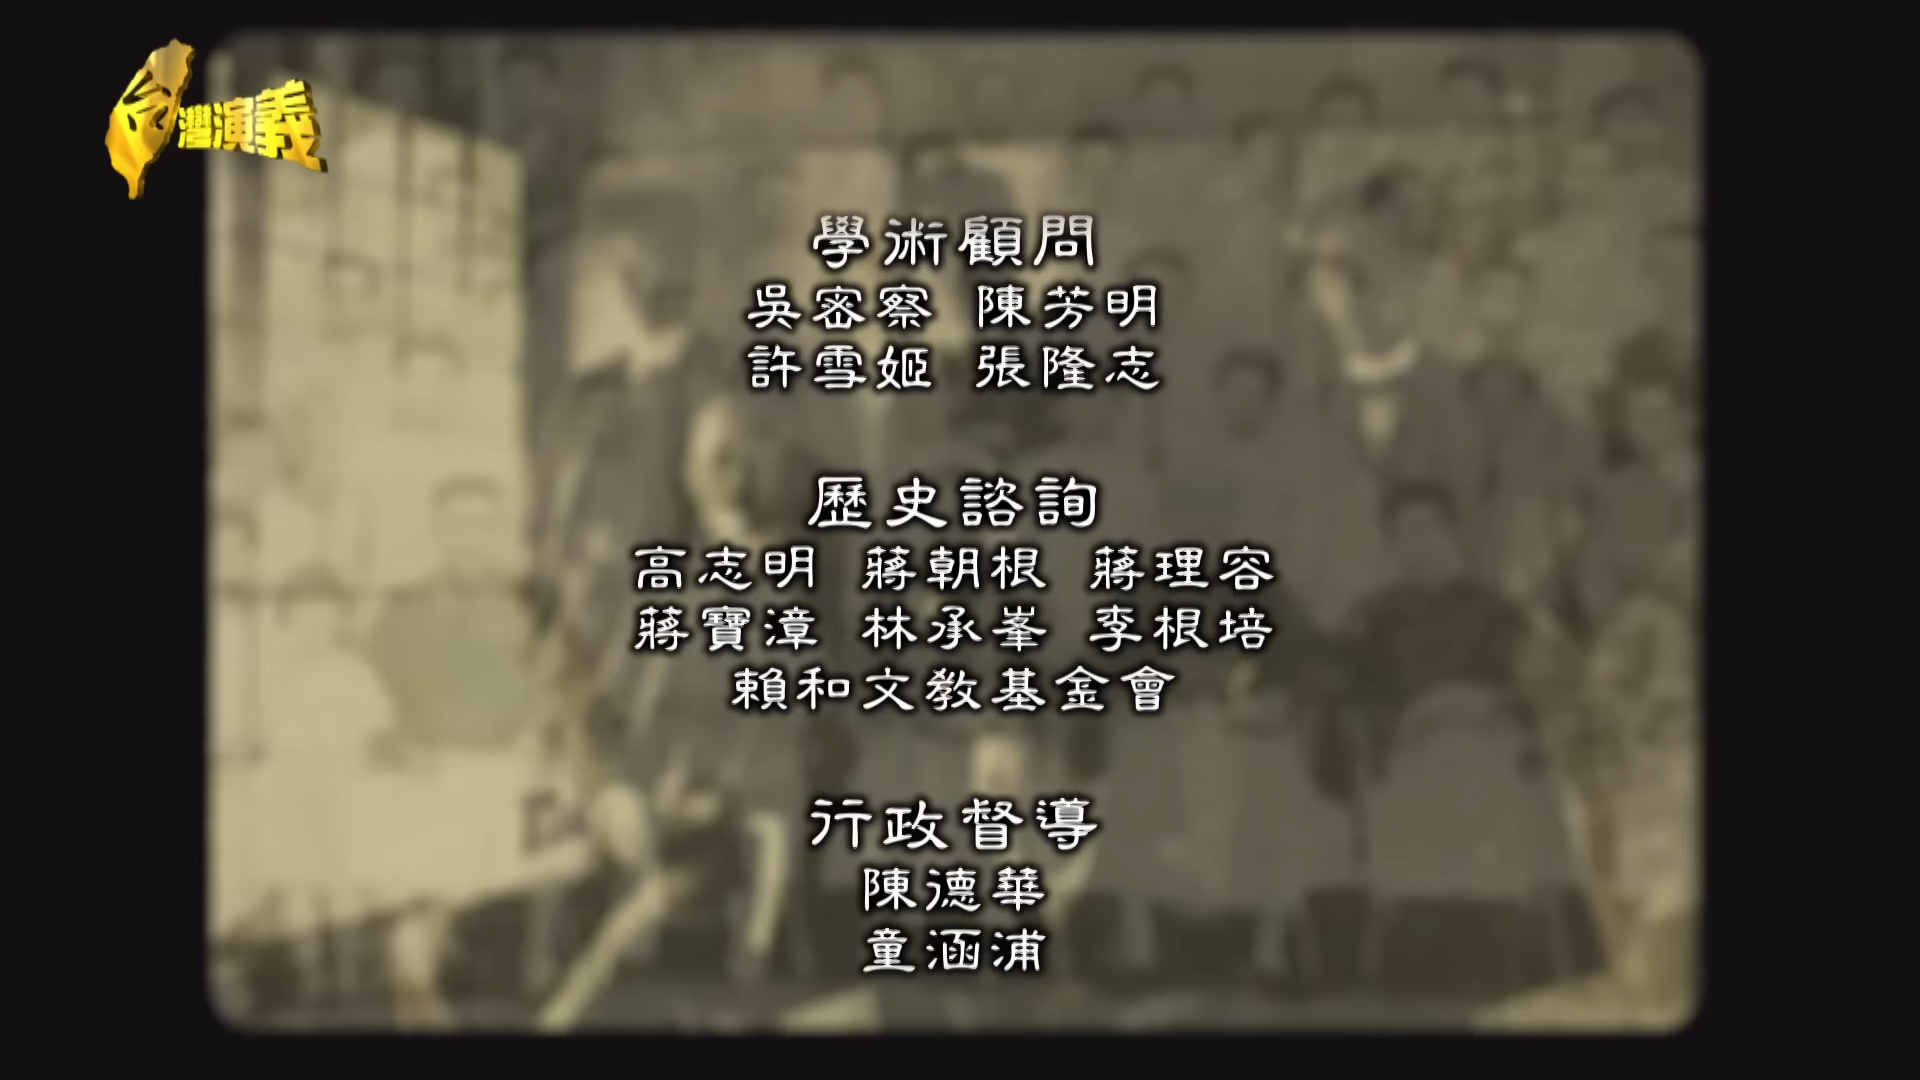 台灣演義
學術顧問
吳密察 陳芳明
許雪姬 張隆志
歷史諮詢
高志明 蔣朝根 蔣理容
蔣寶漳 林承峯 李根培
賴和文教基金會
行政督導
陳德華
童涵浦